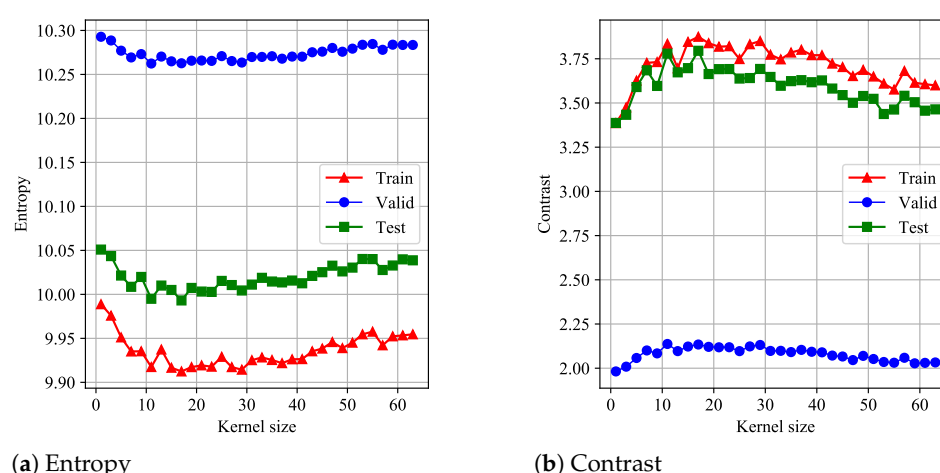 10.30
10.25
10.20
10.15
10.10
10.05
10.00
9.95
9.90
Entropy
Train
Valid
Test
0 10 20 30 40 50 60
Kernel size
(a) Entropy
3.75
3.50
3.25
3.00
2.75
2.50
2.25
2.00
Contrast
Train
Valid
Test
0 10 20 30 40 50 60
Kernel size
(b) Contrast